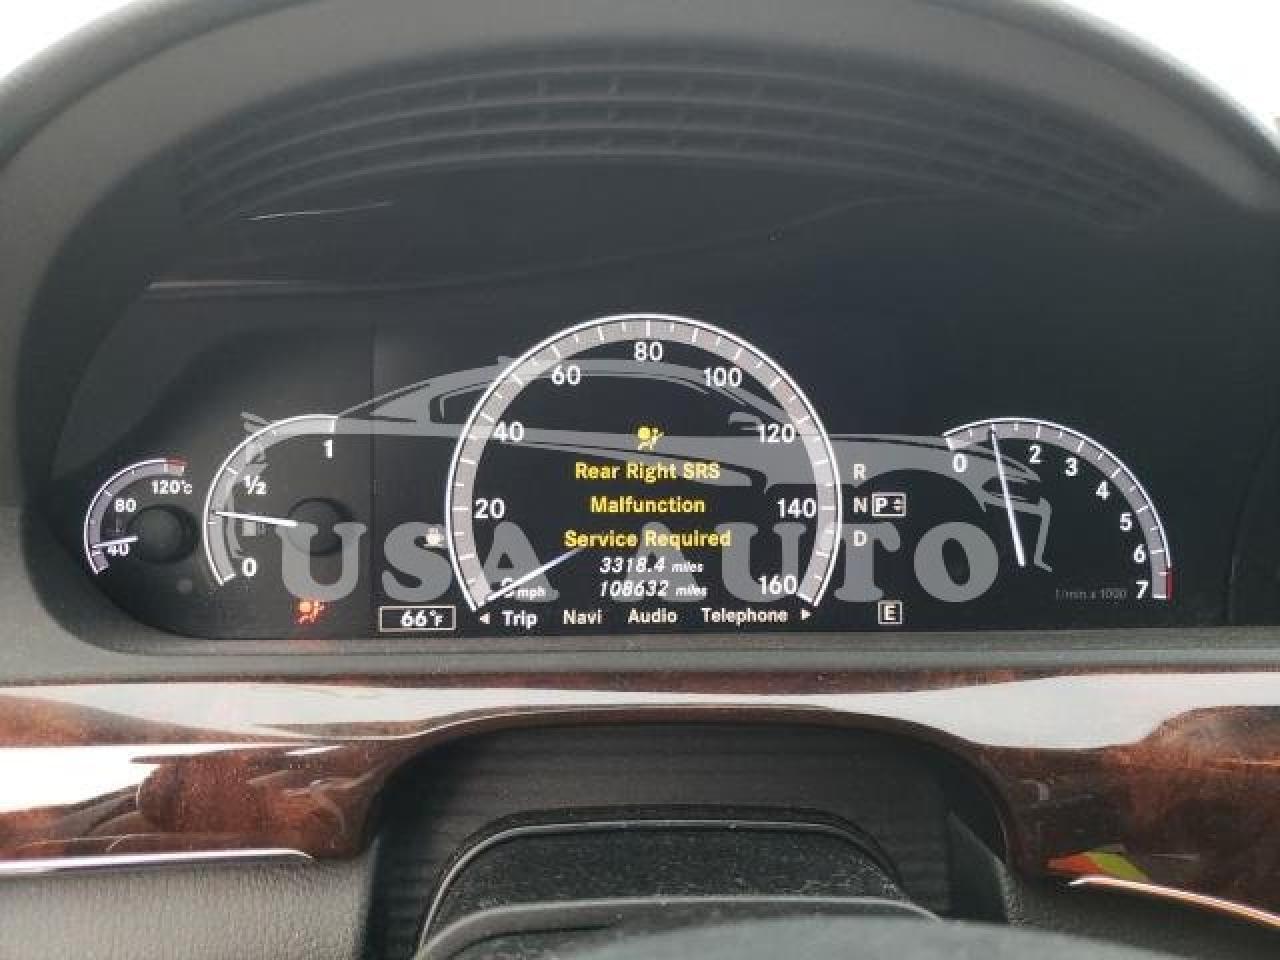 80
60
100
40
120
20
140
0 mph
160
Rear Right SRS
Malfunction
Service Required
3318.4 miles
108632 miles
Trip Navi Audio Telephone
1
½
0
120°C
80
40
66°F
R
N P
D
E
0
2
3
4
5
6
7
1/min x 1000
USA AUTO